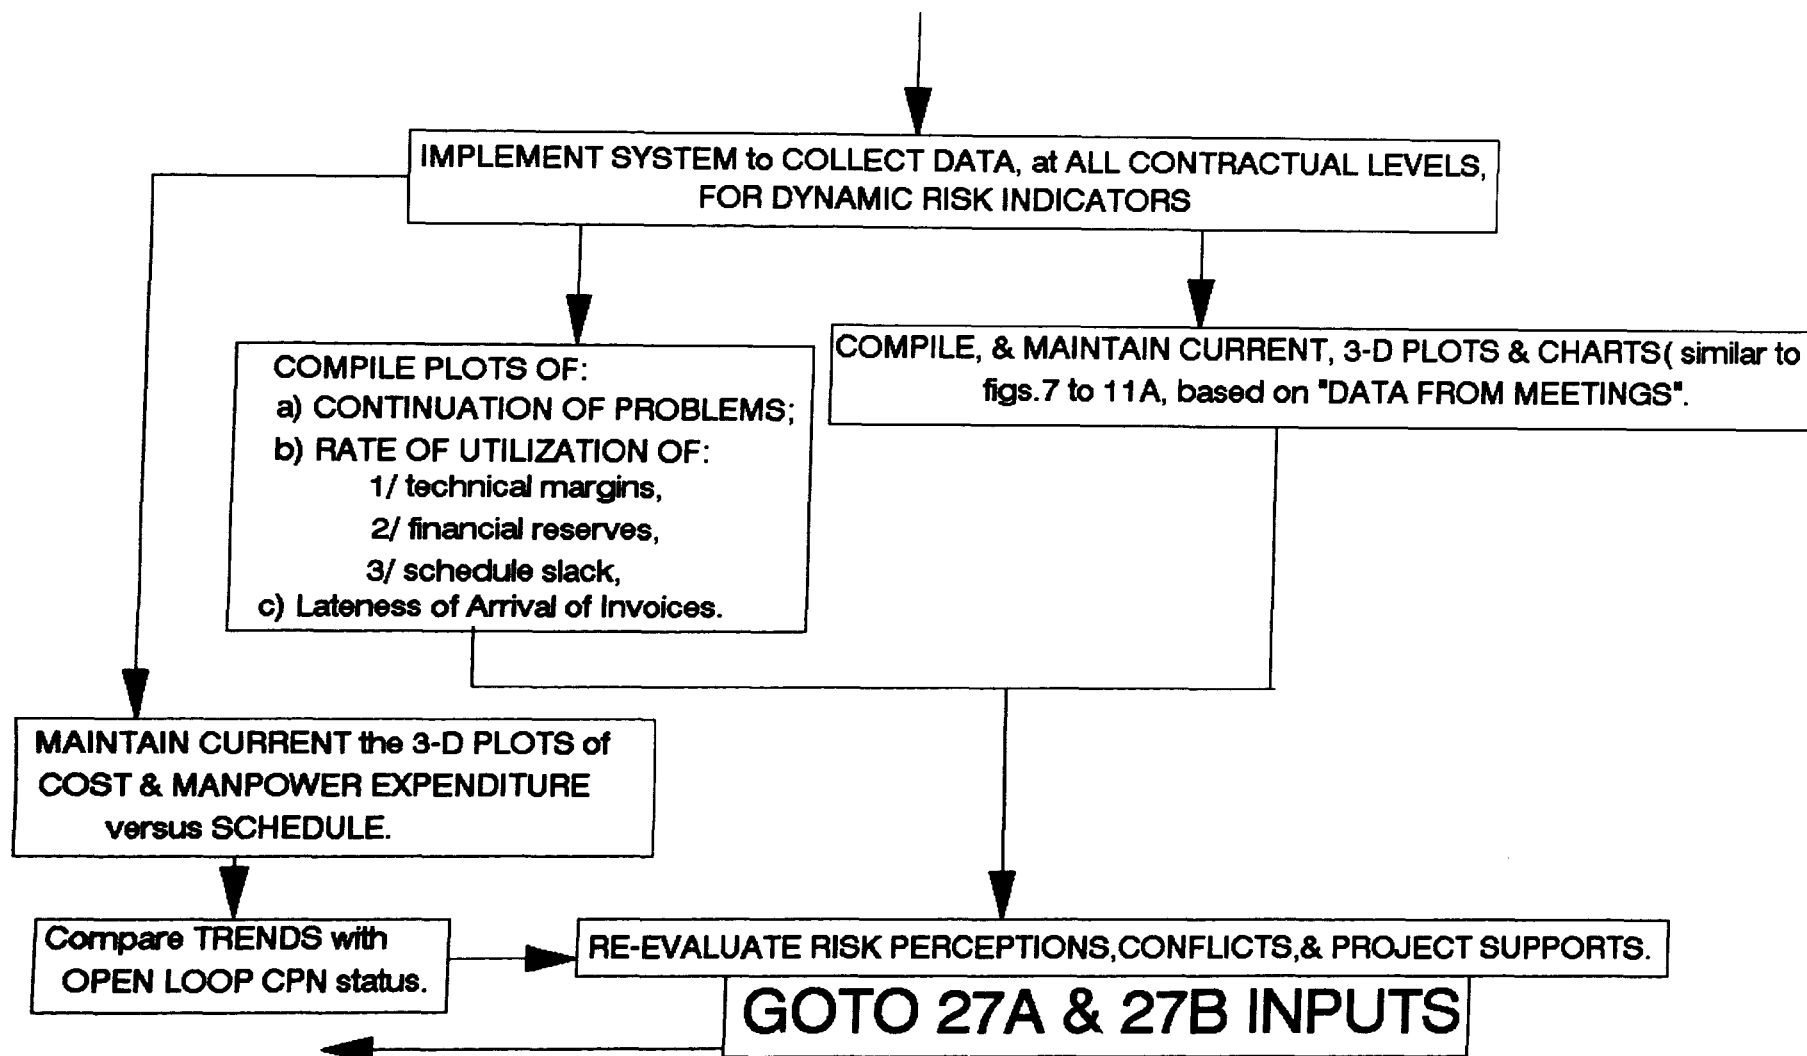 IMPLEMENT SYSTEM to COLLECT DATA, at ALL CONTRACTUAL LEVELS,
FOR DYNAMIC RISK INDICATORS
COMPILE PLOTS OF:
a) CONTINUATION OF PROBLEMS;
b) RATE OF UTILIZATION OF:
1/ technical margins,
2/ financial reserves,
3/ schedule slack,
c) Lateness of Arrival of Invoices.
COMPILE, & MAINTAIN CURRENT, 3-D PLOTS & CHARTS( similar to
figs.7 to 11A, based on "DATA FROM MEETINGS".
MAINTAIN CURRENT the 3-D PLOTS of
COST & MANPOWER EXPENDITURE
versus SCHEDULE.
Compare TRENDS with
OPEN LOOP CPN status.
RE-EVALUATE RISK PERCEPTIONS,CONFLICTS,& PROJECT SUPPORTS.
GOTO 27A & 27B INPUTS